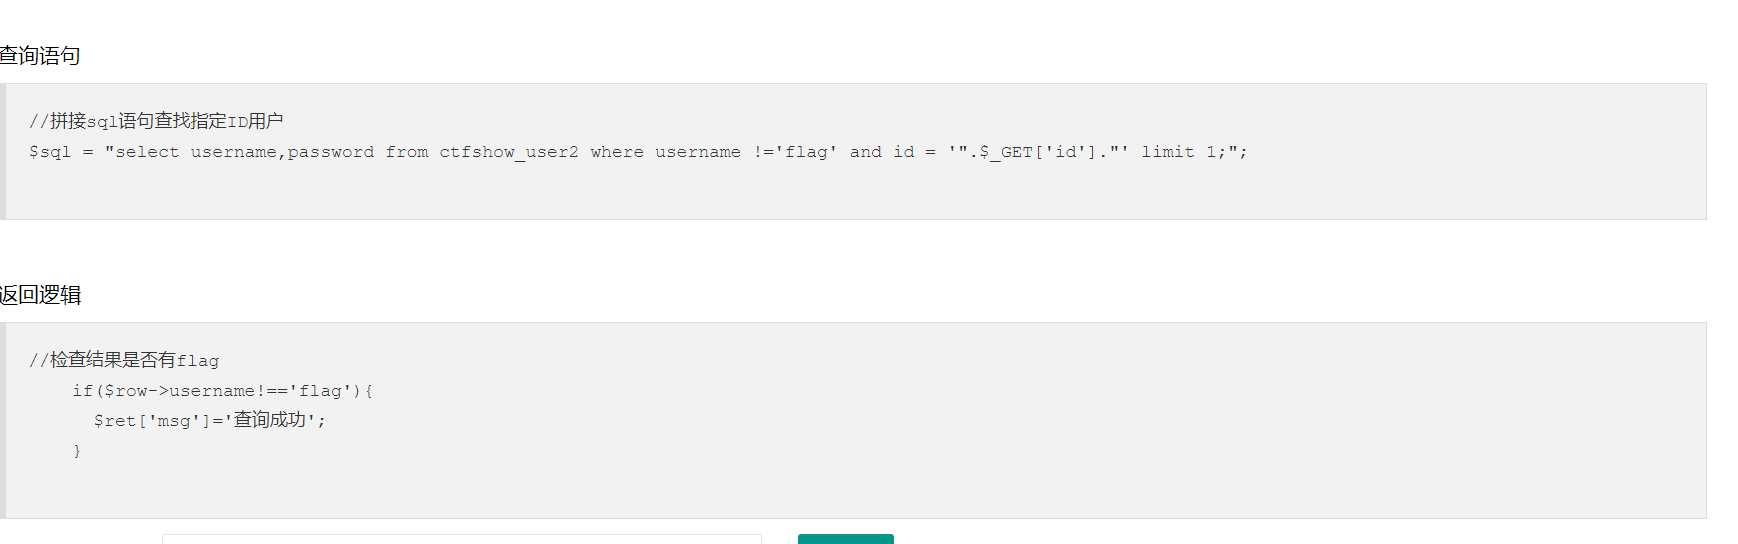 查询语句
//拼接sql语句查找指定ID用户
$sql = "select username,password from ctfshow_user2 where username !='flag' and id = '".$_GET['id']."' limit 1;";
返回逻辑
//检查结果是否有flag
if($row->username!=='flag'){
$ret['msg']='查询成功';
}